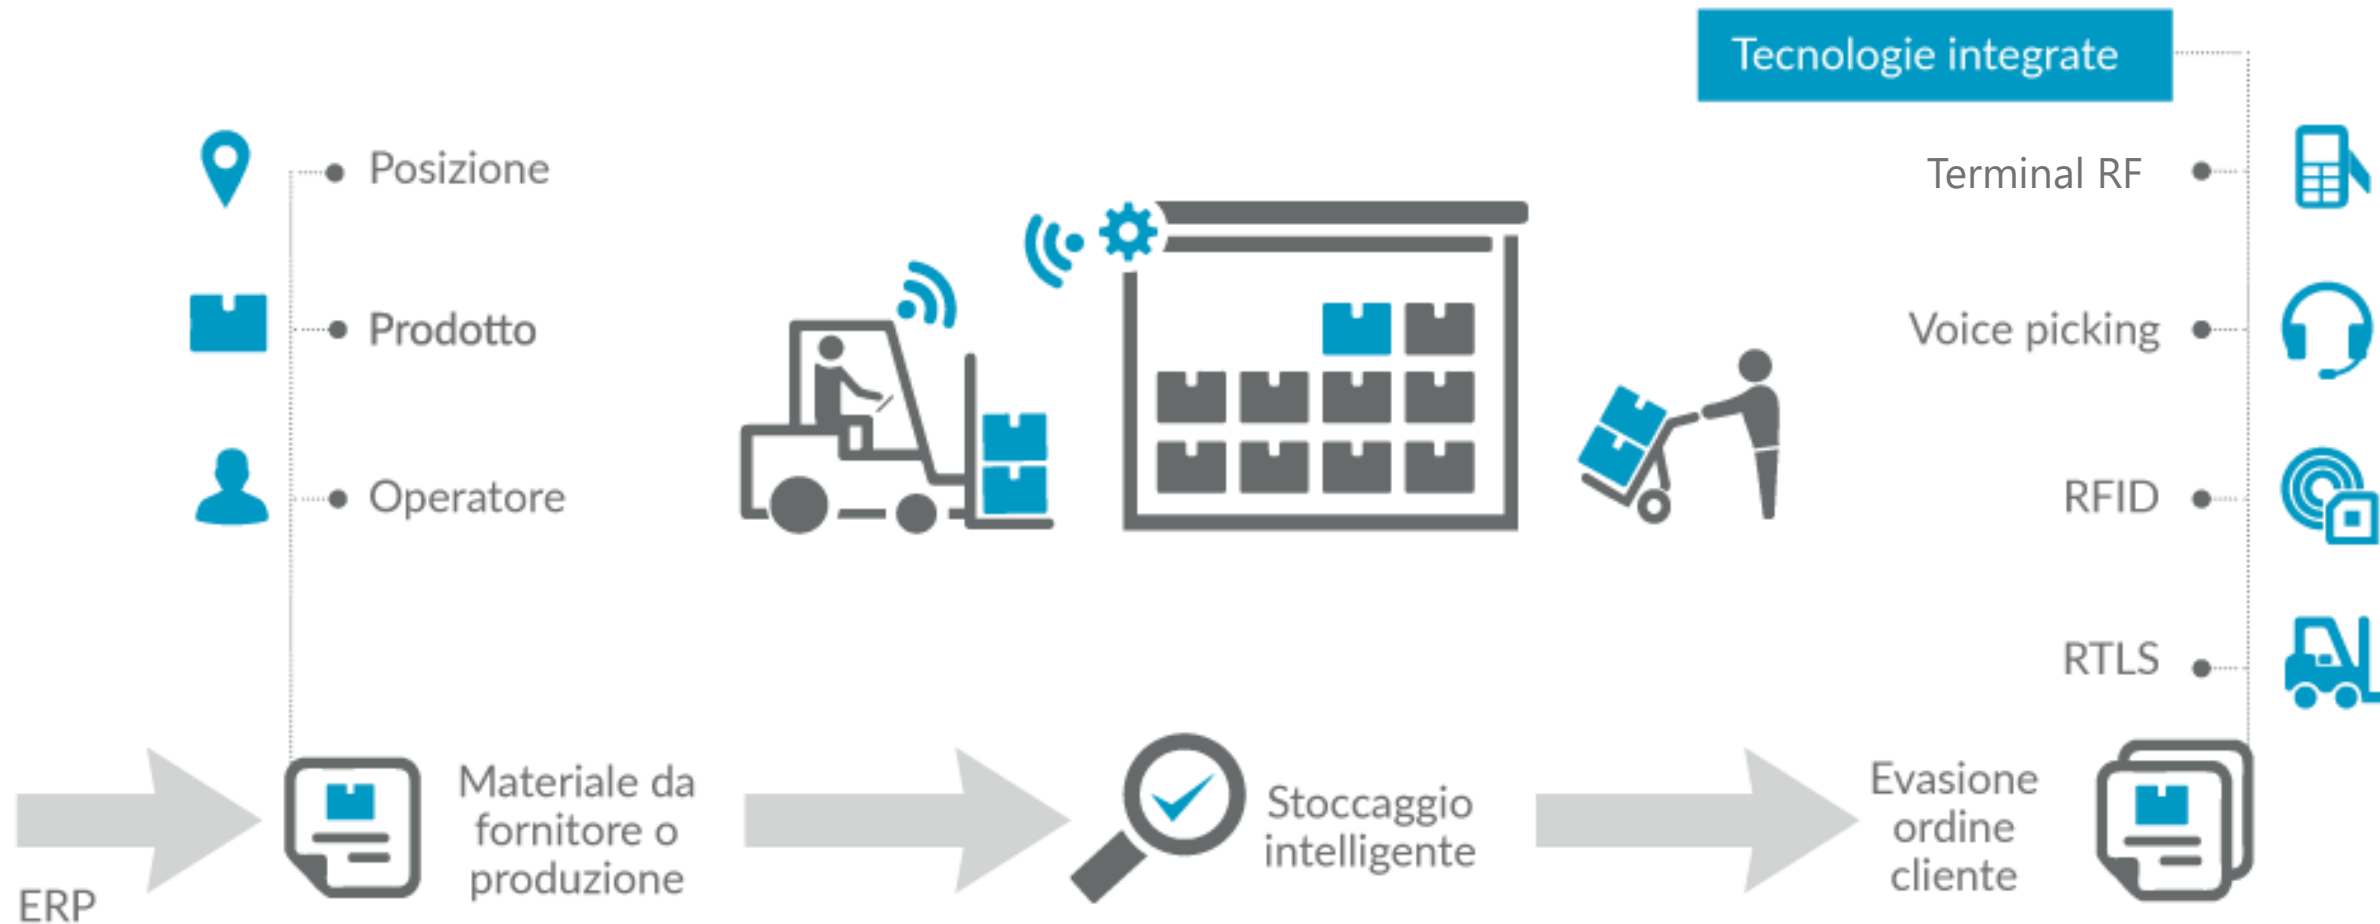 Tecnologie integrate
Posizione
Prodotto
Operatore
Terminal RF
Voice picking
RFID
RTLS
ERP
Materiale da
fornitore o
produzione
Stoccaggio
intelligente
Evasione
ordine
cliente